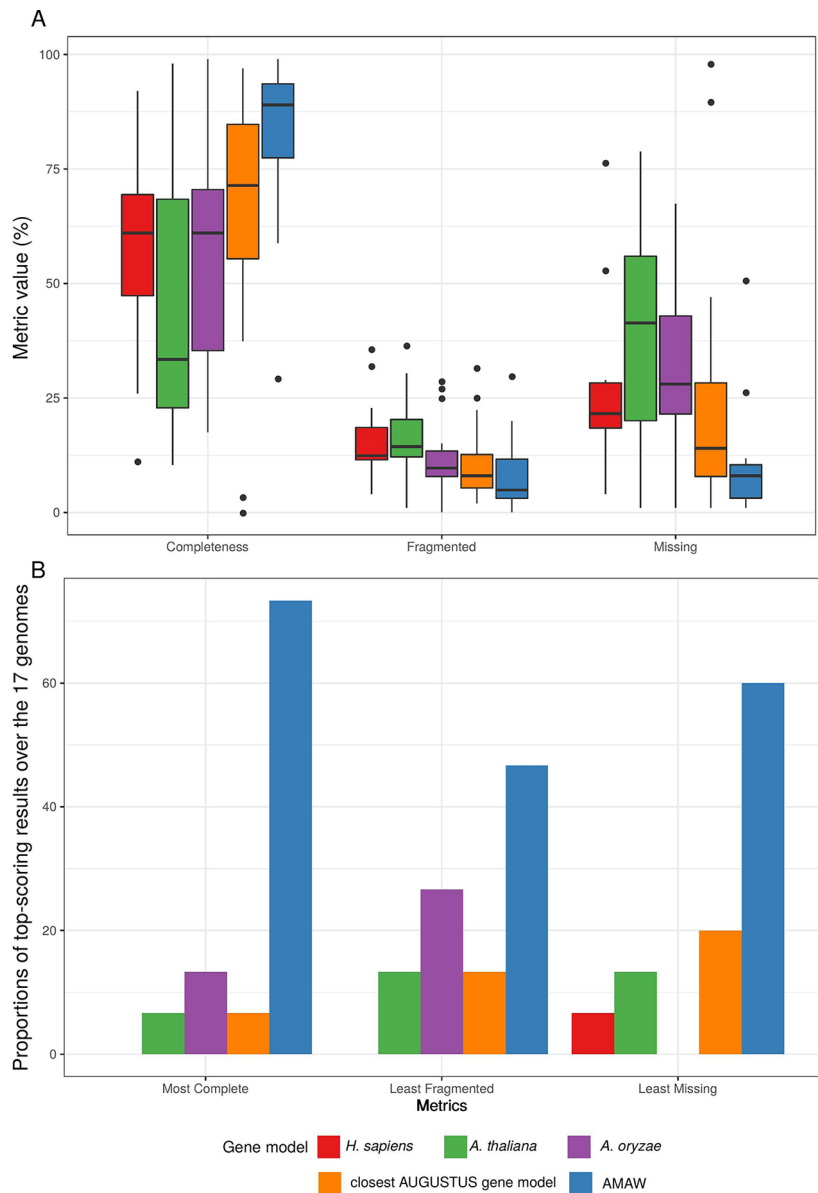 A
100
75
50
25
0
Metric value (%)
Completeness Fragmented Missing
B
60
40
20
0
Proportions of top-scoring results over the 17 genomes
Most Complete Least Fragmented Least Missing
Metrics
Gene model H. sapiens A. thaliana A. oryzae
closest AUGUSTUS gene model AMAW